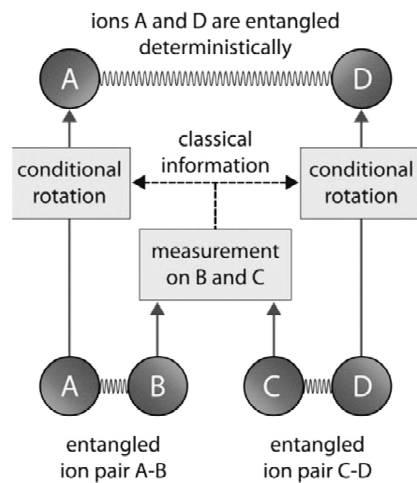 ions A and D are entangled
deterministically
A
D
classical
information
conditional
rotation
conditional
rotation
measurement
on B and C
A
B
C
D
entangled
ion pair A-B
entangled
ion pair C-D